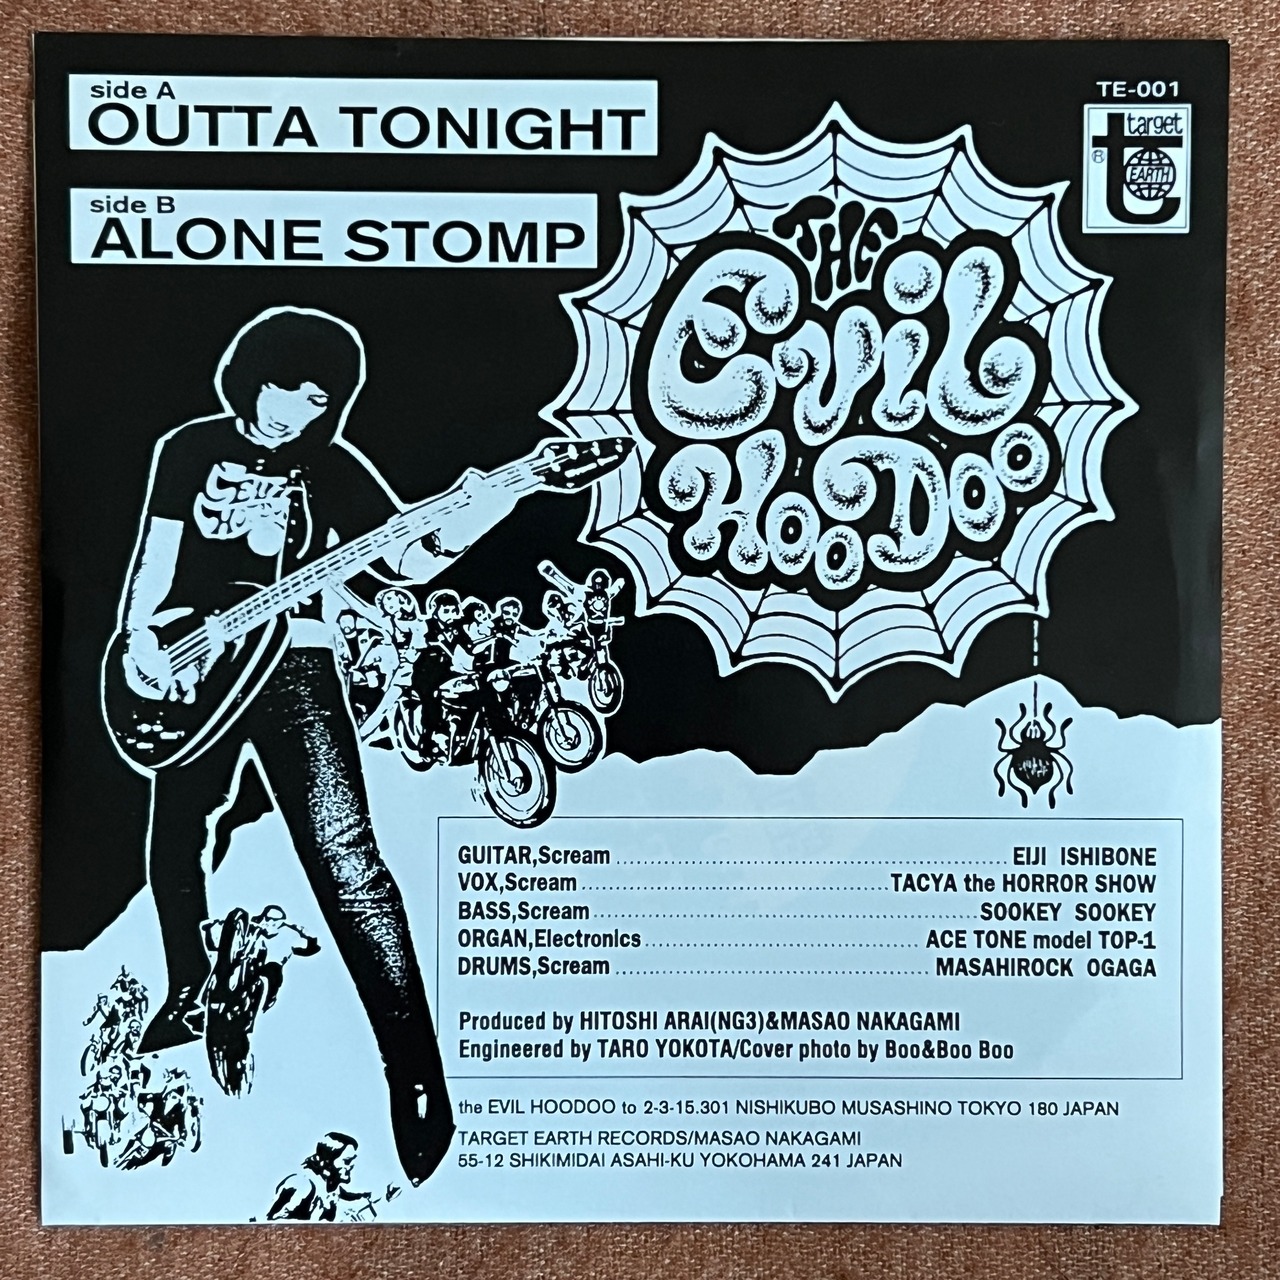 side A
OUTTA TONIGHT
side B
ALONE STOMP
TE-001
target
®
t
EARTH
THE
EVIL
HOODOO
GUITAR,Scream ........................................ EIJI ISHIBONE
VOX,Scream ........................................ TACYA the HORROR SHOW
BASS,Scream ........................................ SOOKEY SOOKEY
ORGAN,Electronics ........................................ ACE TONE model TOP-1
DRUMS,Scream ........................................ MASAHIROCK OGAGA
Produced by HITOSHI ARAI(NG3)&MASAO NAKAGAMI
Engineered by TARO YOKOTA/Cover photo by Boo&Boo Boo
the EVIL HOODOO to 2-3-15.301 NISHIKUBO MUSASHINO TOKYO 180 JAPAN
TARGET EARTH RECORDS/MASAO NAKAGAMI
55-12 SHIKIMIDAI ASAHI-KU YOKOHAMA 241 JAPAN